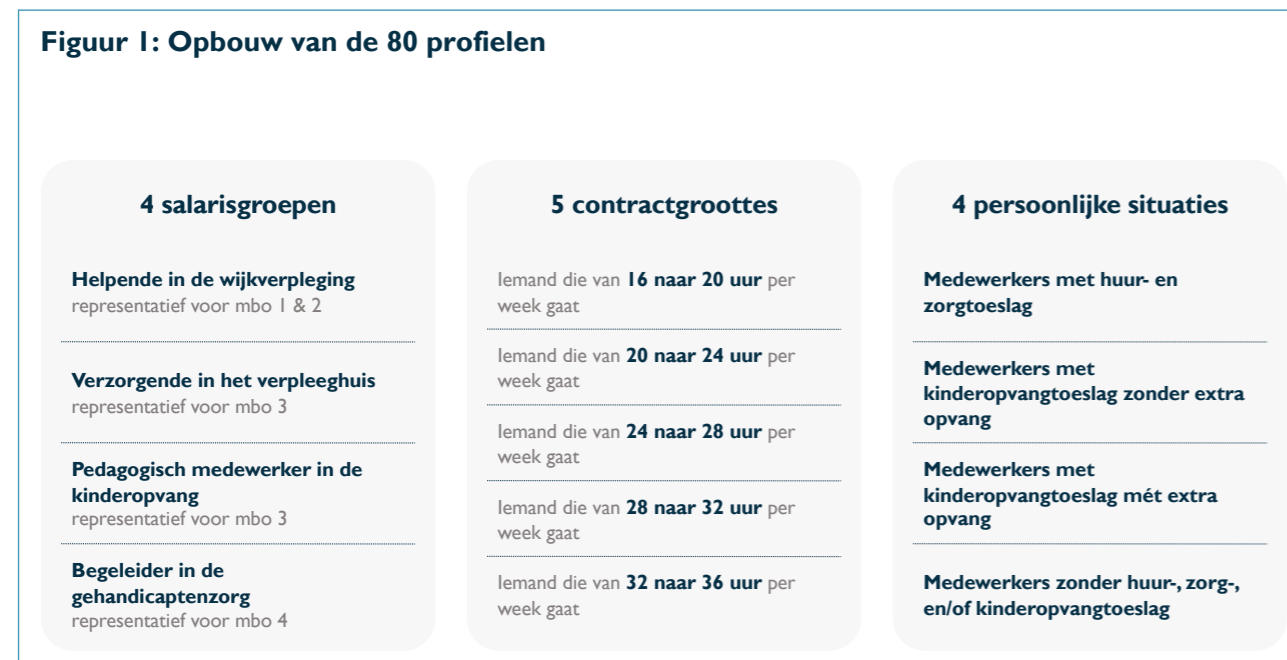 Figuur 1: Opbouw van de 80 profielen
4 salarisgroepen
Helpende in de wijkverpleging
representatief voor mbo 1 & 2
Verzorgende in het verpleeghuis
representatief voor mbo 3
Pedagogisch medewerker in de
kinderopvang
representatief voor mbo 3
Begeleider in de
gehandicaptenzorg
representatief voor mbo 4
5 contractgroottes
Iemand die van 16 naar 20 uur per
week gaat
Iemand die van 20 naar 24 uur per
week gaat
Iemand die van 24 naar 28 uur per
week gaat
Iemand die van 28 naar 32 uur per
week gaat
Iemand die van 32 naar 36 uur per
week gaat
4 persoonlijke situaties
Medewerkers met huur- en
zorgtoeslag
Medewerkers met
kinderopvangtoeslag zonder extra
opvang
Medewerkers met
kinderopvangtoeslag mét extra
opvang
Medewerkers zonder huur-, zorg-,
en/of kinderopvangtoeslag